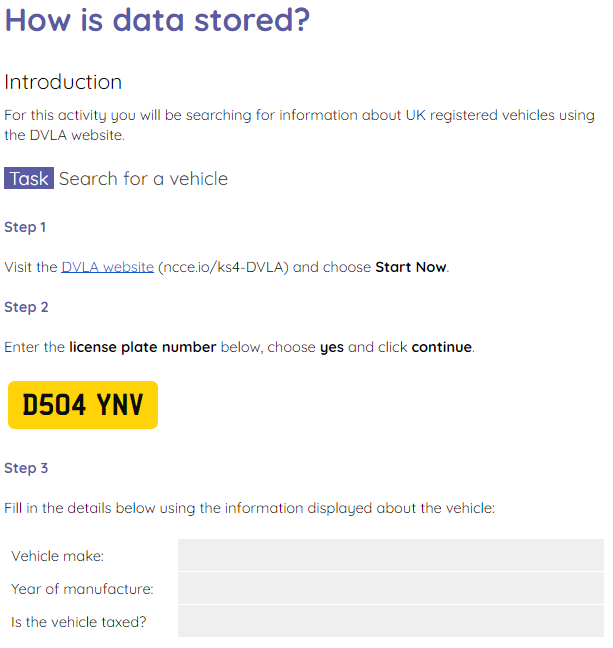 How is data stored?
Introduction
For this activity you will be searching for information about UK registered vehicles using
the DVLA website.
Task Search for a vehicle
Step 1
Visit the DVLA website (ncce.io/ks4-DVLA) and choose Start Now.
Step 2
Enter the license plate number below, choose yes and click continue.
D504 YNV
Step 3
Fill in the details below using the information displayed about the vehicle:
Vehicle make:
Year of manufacture:
Is the vehicle taxed?